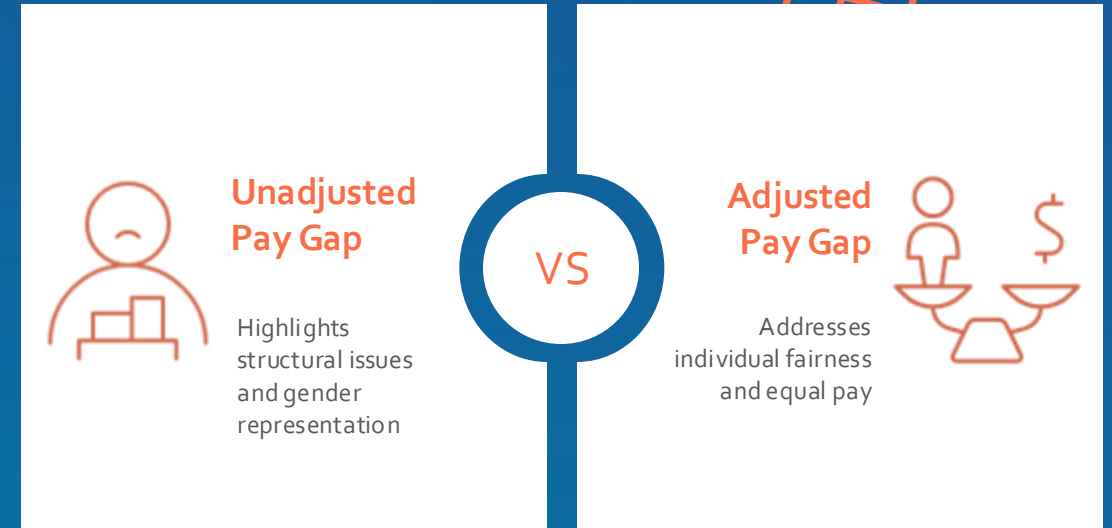 Unadjusted
Pay Gap
Highlights
structural issues
and gender
representation
VS
Adjusted
Pay Gap
$
Addresses
individual fairness
and equal pay